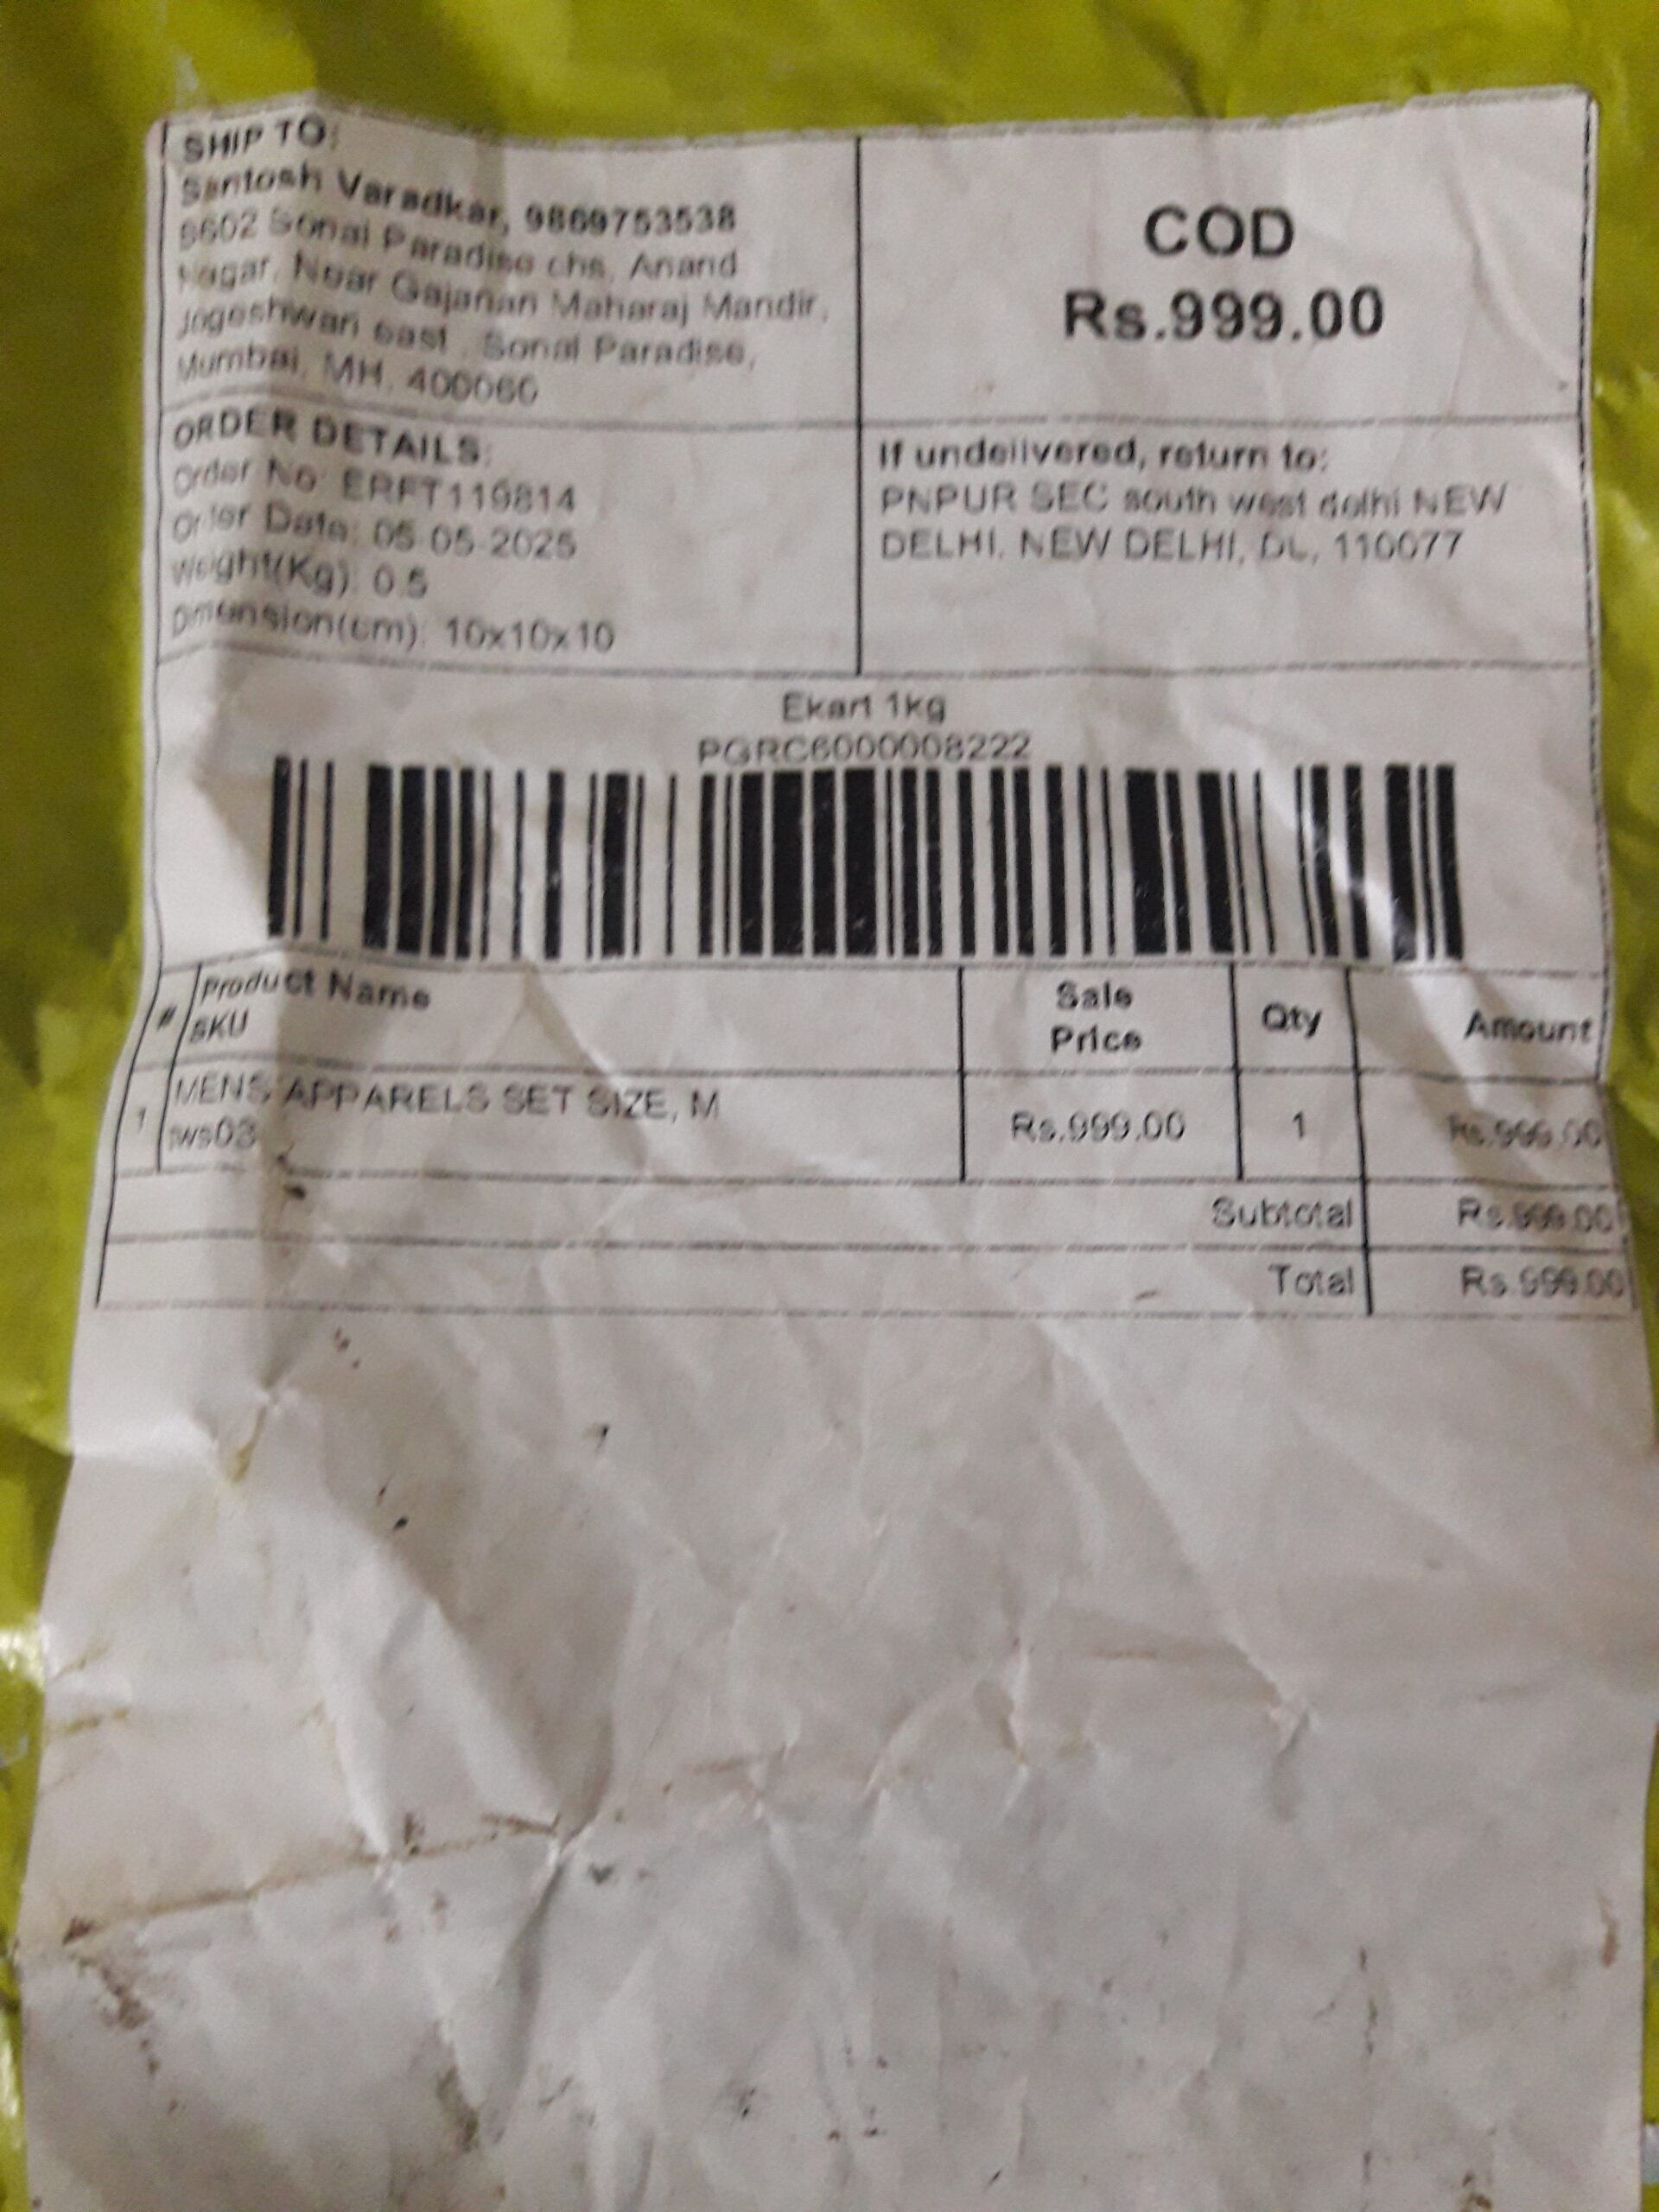 SHIP TO:
Santosh Varadkar, 9869753538
Sonal Paradise chs, Anand
Nagar, Near Gajanan Maharaj Mandir,
Jogeshwari east , Sonal Paradise,
Mumbai, MH, 400060
COD
Rs.999.00
ORDER DETAILS:
Order No: ERFT119814
Order Date: 05-05-2025
Weight(Kg): 0.5
Dimension(cm): 10x10x10
If undelivered, return to:
PNPUR SEC south west delhi NEW
DELHI, NEW DELHI, DL, 110077
Ekart 1kg
PGRC6000008222
# Product Name
SKU
Sale
Price
Qty
Amount
1 MENS APPARELS SET SIZE, M
Rs.999.00 1 Rs.999.00
Subtotal Rs.999.00
Total Rs.999.00